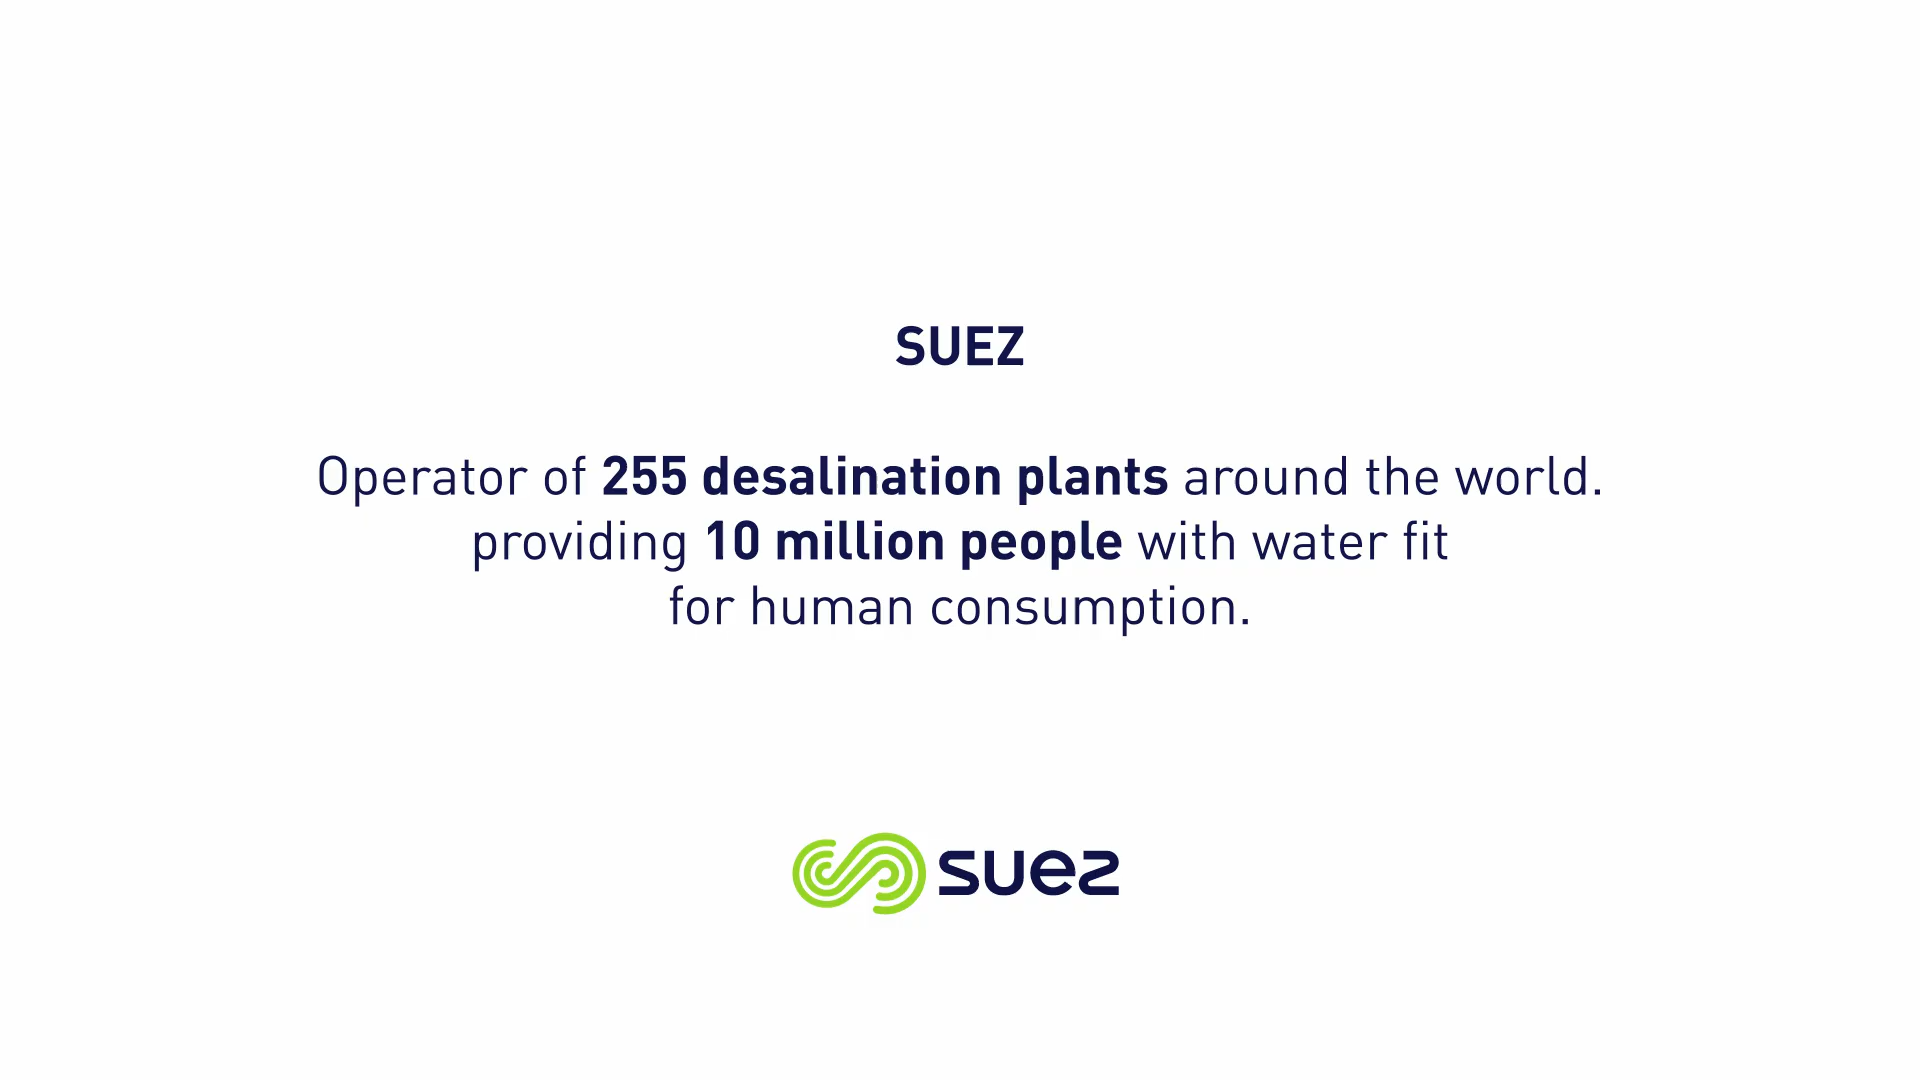 SUEZ
Operator of 255 desalination plants around the world.
providing 10 million people with water fit
for human consumption.
suez